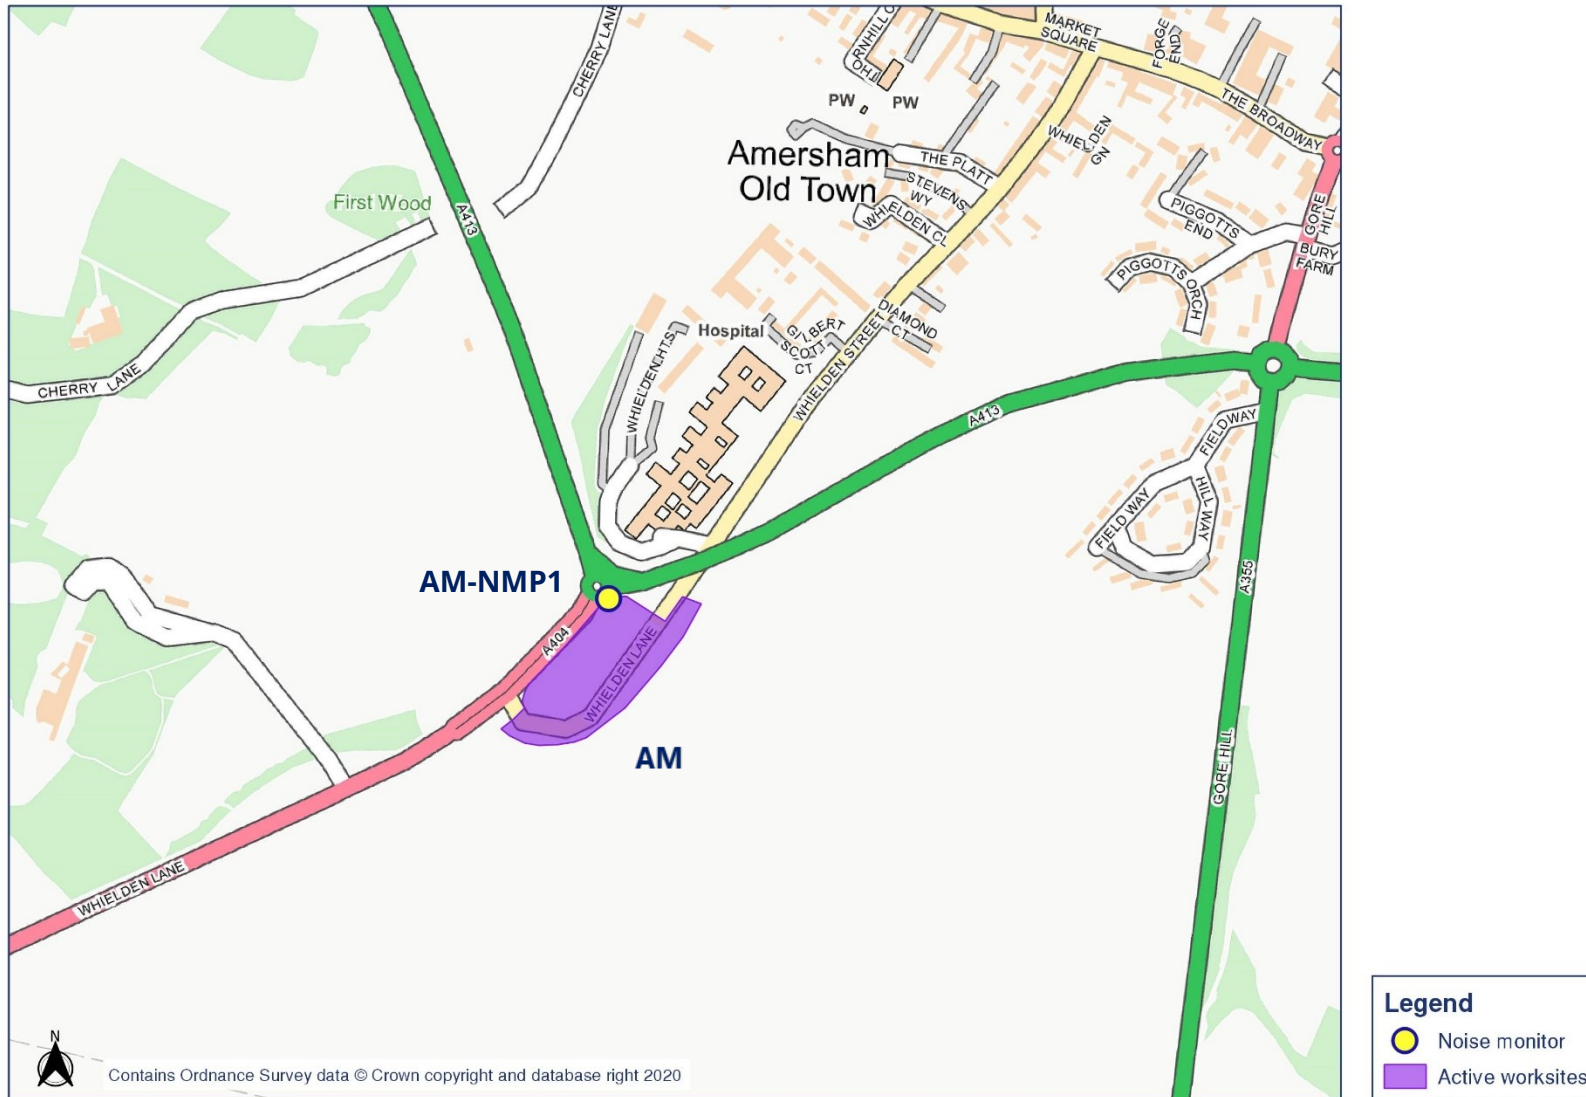 CHERRY LANE
THO
RNHILL C
MARKET
SQUARE
FORGE
END
THE BROADWAY
PW
PW
WHIELDEN
GN
Amersham
Old Town
THE PLATT
STEVENS
WY
WHIELDEN CL
First Wood
A413
PIGGOTTS
END
GORE
HILL
BURY
FARM
PIGGOTTS ORCH
DIAMOND
CT
Hospital
GILBERT
SCOTT
CT
WHIELDEN HTS
WHIELDEN STREET
CHERRY LANE
A413
FIELDWAY
FIELD WAY
HILL WAY
A355
AM-NMP1
A404
WHIELDEN LANE
AM
GORE HILL
WHIELDEN LANE
N
Contains Ordnance Survey data © Crown copyright and database right 2020
Legend
Noise monitor
Active worksites